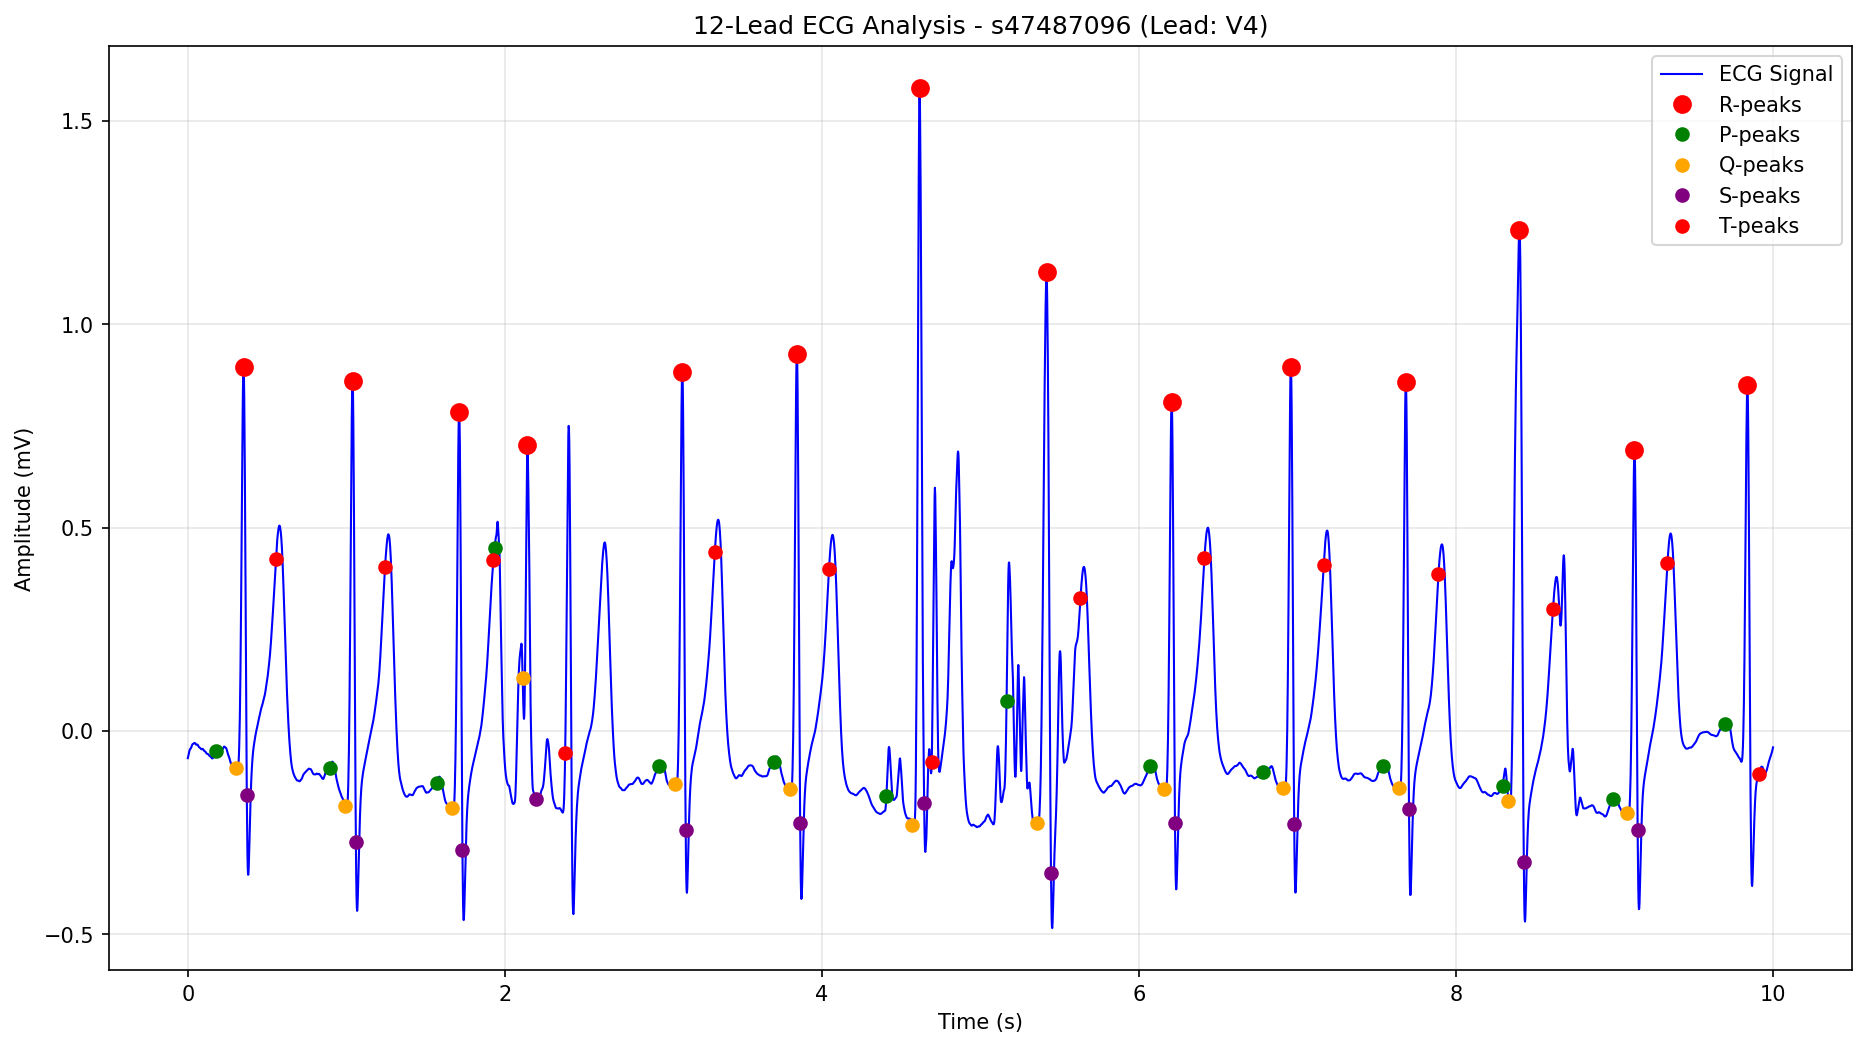 12-Lead ECG Analysis - s47487096 (Lead: V4)
ECG Signal
R-peaks
P-peaks
Q-peaks
S-peaks
T-peaks
Amplitude (mV)
1.5
1.0
0.5
0.0
−0.5
0 2 4 6 8 10
Time (s)